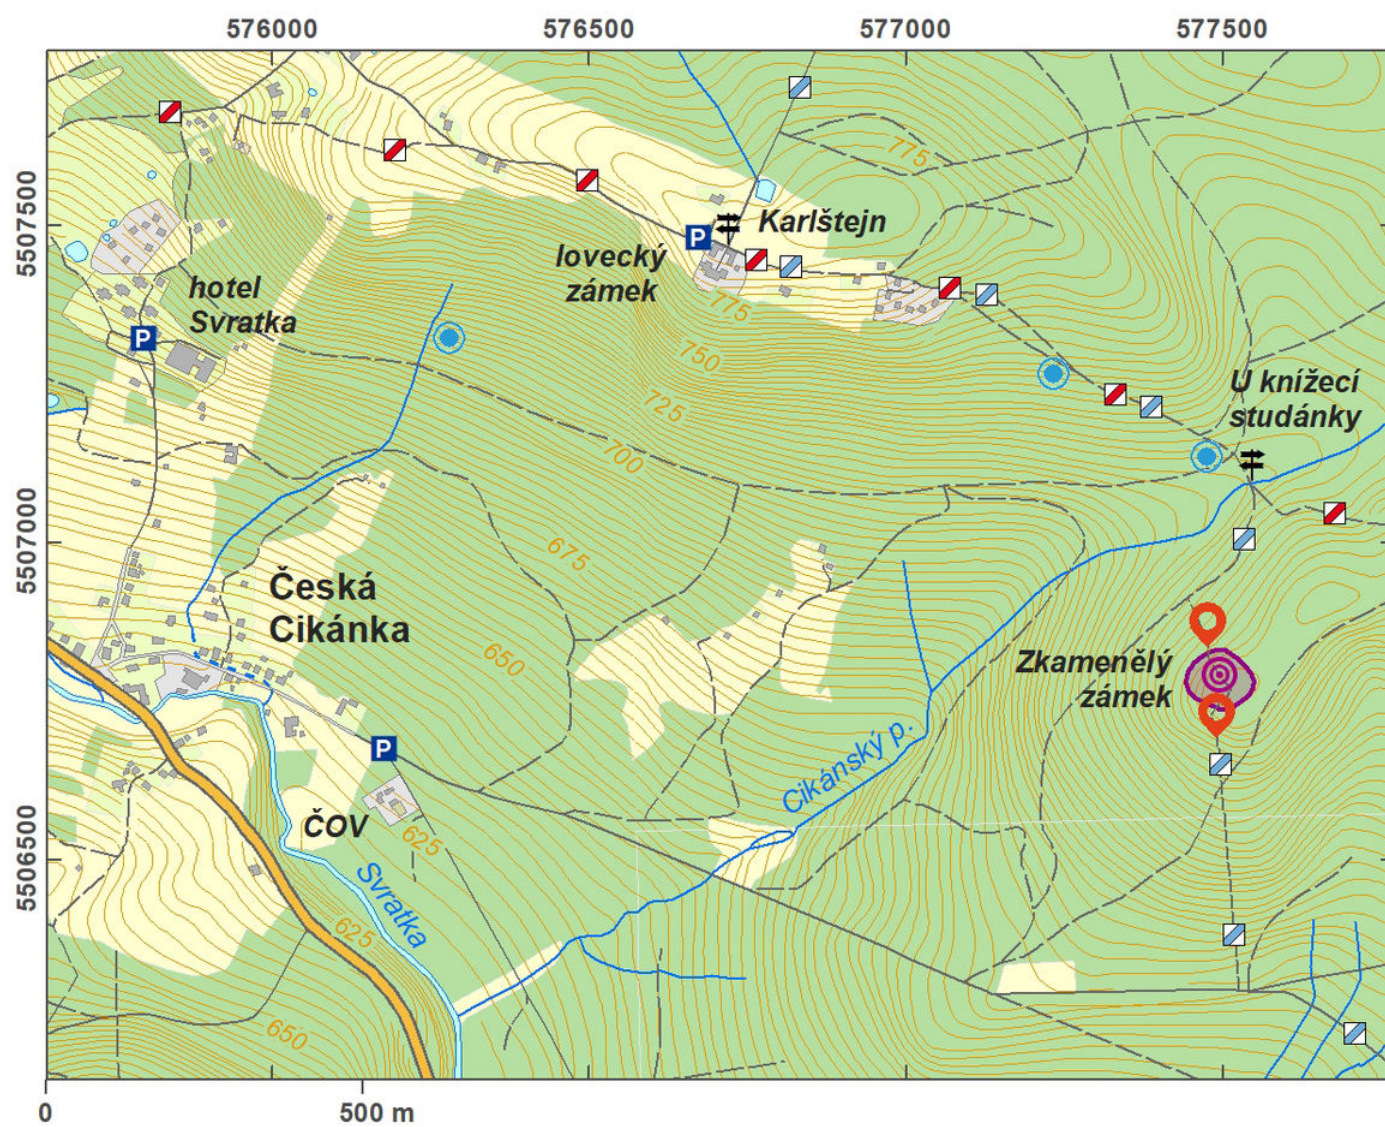 576000
576500
577000
577500
775
5507500
P
Karlštejn
lovecký
zámek
hotel
Svratka
775
P
750
U knížecí
studánky
725
700
5507000
675
Česká
Cikánka
650
Zkamenělý
zámek
P
Cikánský p.
5506500
ČOV
625
Svratka
625
650
0
500 m